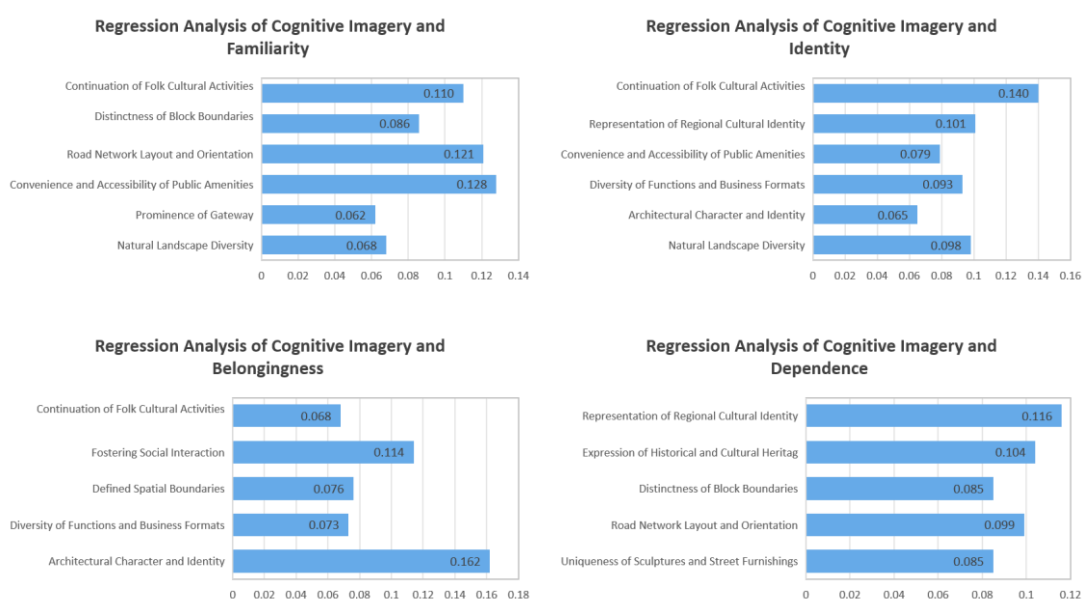 Regression Analysis of Cognitive Imagery and
Familiarity
Continuation of Folk Cultural Activities
0.110
Distinctness of Block Boundaries
0.086
Road Network Layout and Orientation
0.121
Convenience and Accessibility of Public Amenities
0.128
Prominence of Gateway
0.062
Natural Landscape Diversity
0.068
0 0.02 0.04 0.06 0.08 0.1 0.12 0.14
Regression Analysis of Cognitive Imagery and
Identity
Continuation of Folk Cultural Activities
0.140
Representation of Regional Cultural Identity
0.101
Convenience and Accessibility of Public Amenities
0.079
Diversity of Functions and Business Formats
0.093
Architectural Character and Identity
0.065
Natural Landscape Diversity
0.098
0 0.02 0.04 0.06 0.08 0.1 0.12 0.14 0.16
Regression Analysis of Cognitive Imagery and
Belongingness
Continuation of Folk Cultural Activities
0.068
Fostering Social Interaction
0.114
Defined Spatial Boundaries
0.076
Diversity of Functions and Business Formats
0.073
Architectural Character and Identity
0.162
0 0.02 0.04 0.06 0.08 0.10 0.12 0.14 0.16 0.18
Regression Analysis of Cognitive Imagery and
Dependence
Representation of Regional Cultural Identity
0.116
Expression of Historical and Cultural Heritag
0.104
Distinctness of Block Boundaries
0.085
Road Network Layout and Orientation
0.099
Uniqueness of Sculptures and Street Furnishings
0.085
0 0.02 0.04 0.06 0.08 0.1 0.12